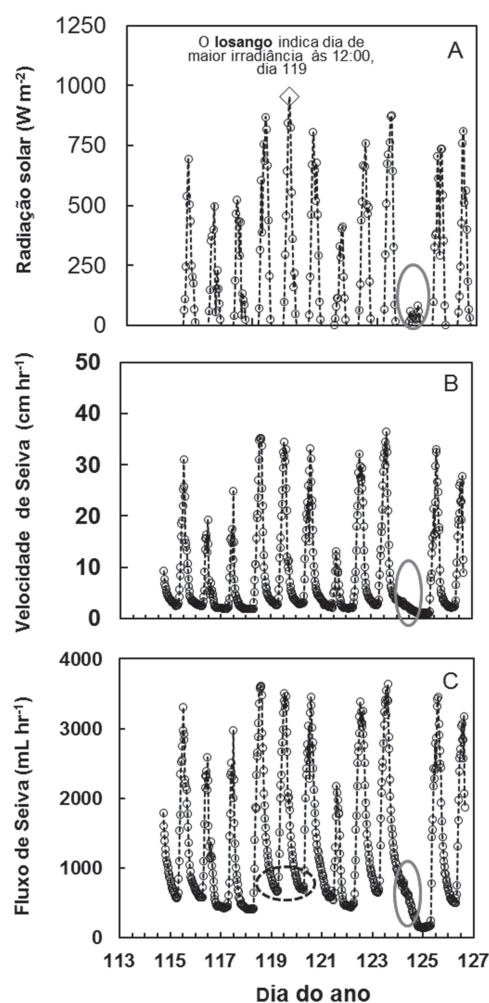 1250
1000
750
500
250
0
Radiação solar (W m-2)
O losango indica dia de
maior irradiância às 12:00,
dia 119
A
50
40
30
20
10
0
Velocidade de Seiva (cm hr-1)
B
4000
3000
2000
1000
0
Fluxo de Seiva (mL hr-1)
C
113 115 117 119 121 123 125 127
Dia do ano